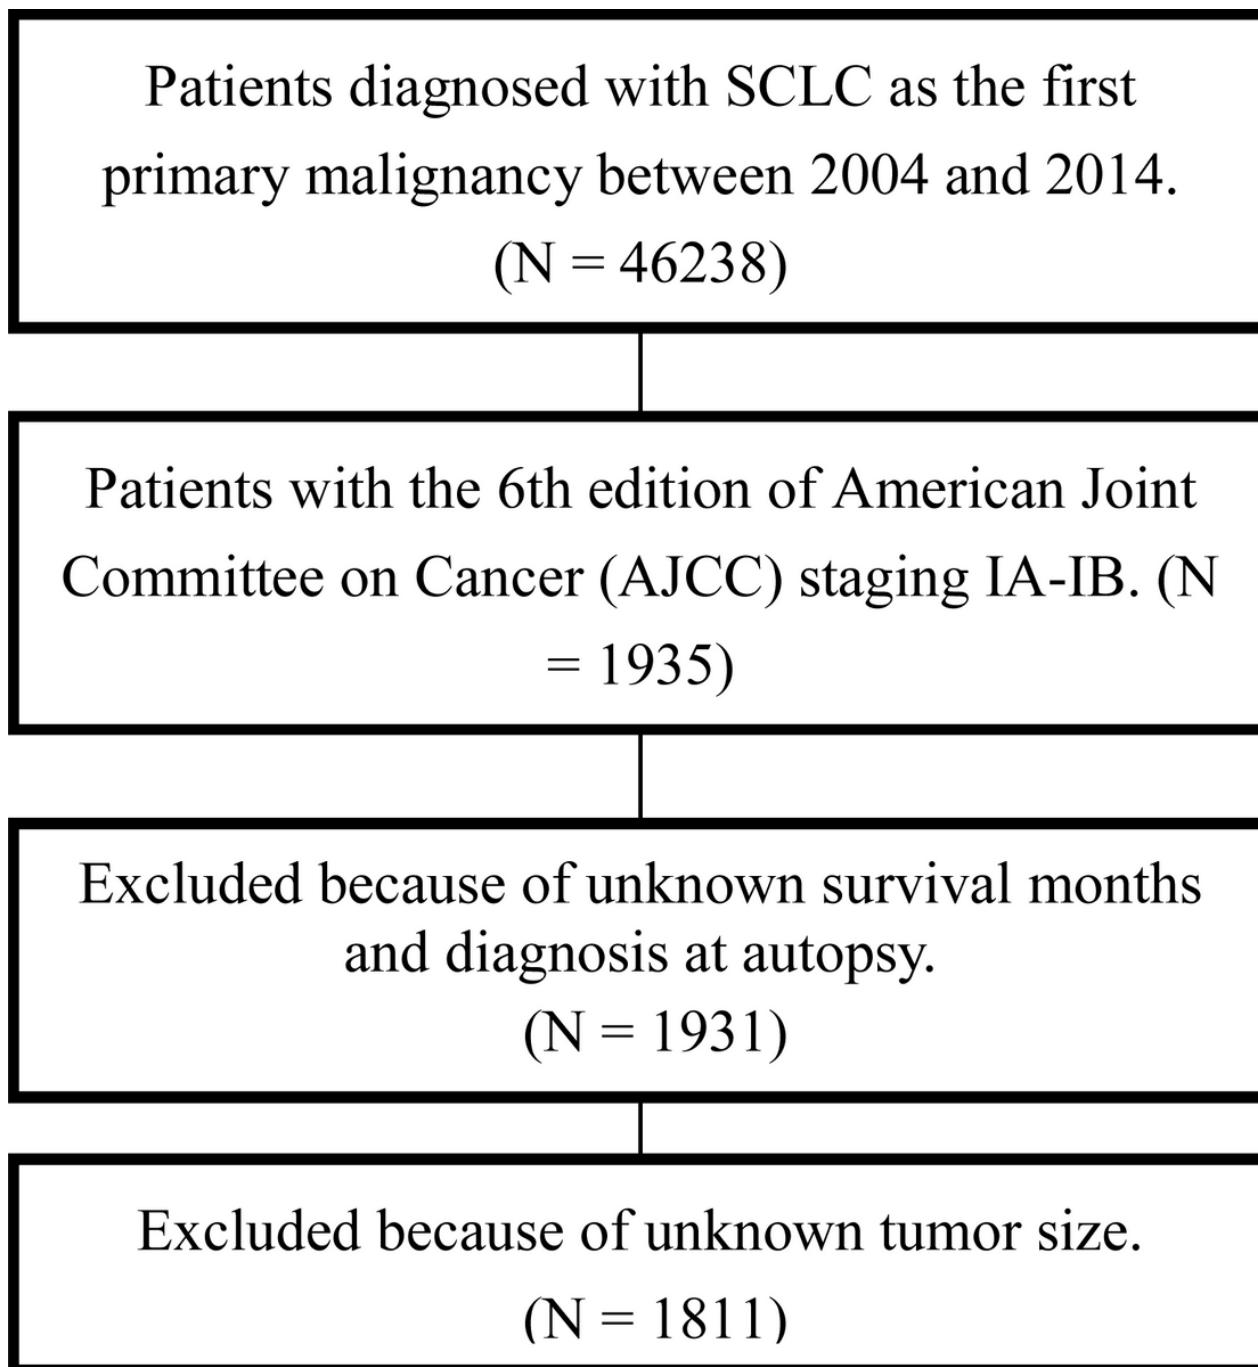 Patients diagnosed with SCLC as the first
primary malignancy between 2004 and 2014.
(N = 46238)
Patients with the 6th edition of American Joint
Committee on Cancer (AJCC) staging IA-IB. (N
= 1935)
Excluded because of unknown survival months
and diagnosis at autopsy.
(N = 1931)
Excluded because of unknown tumor size.
(N = 1811)